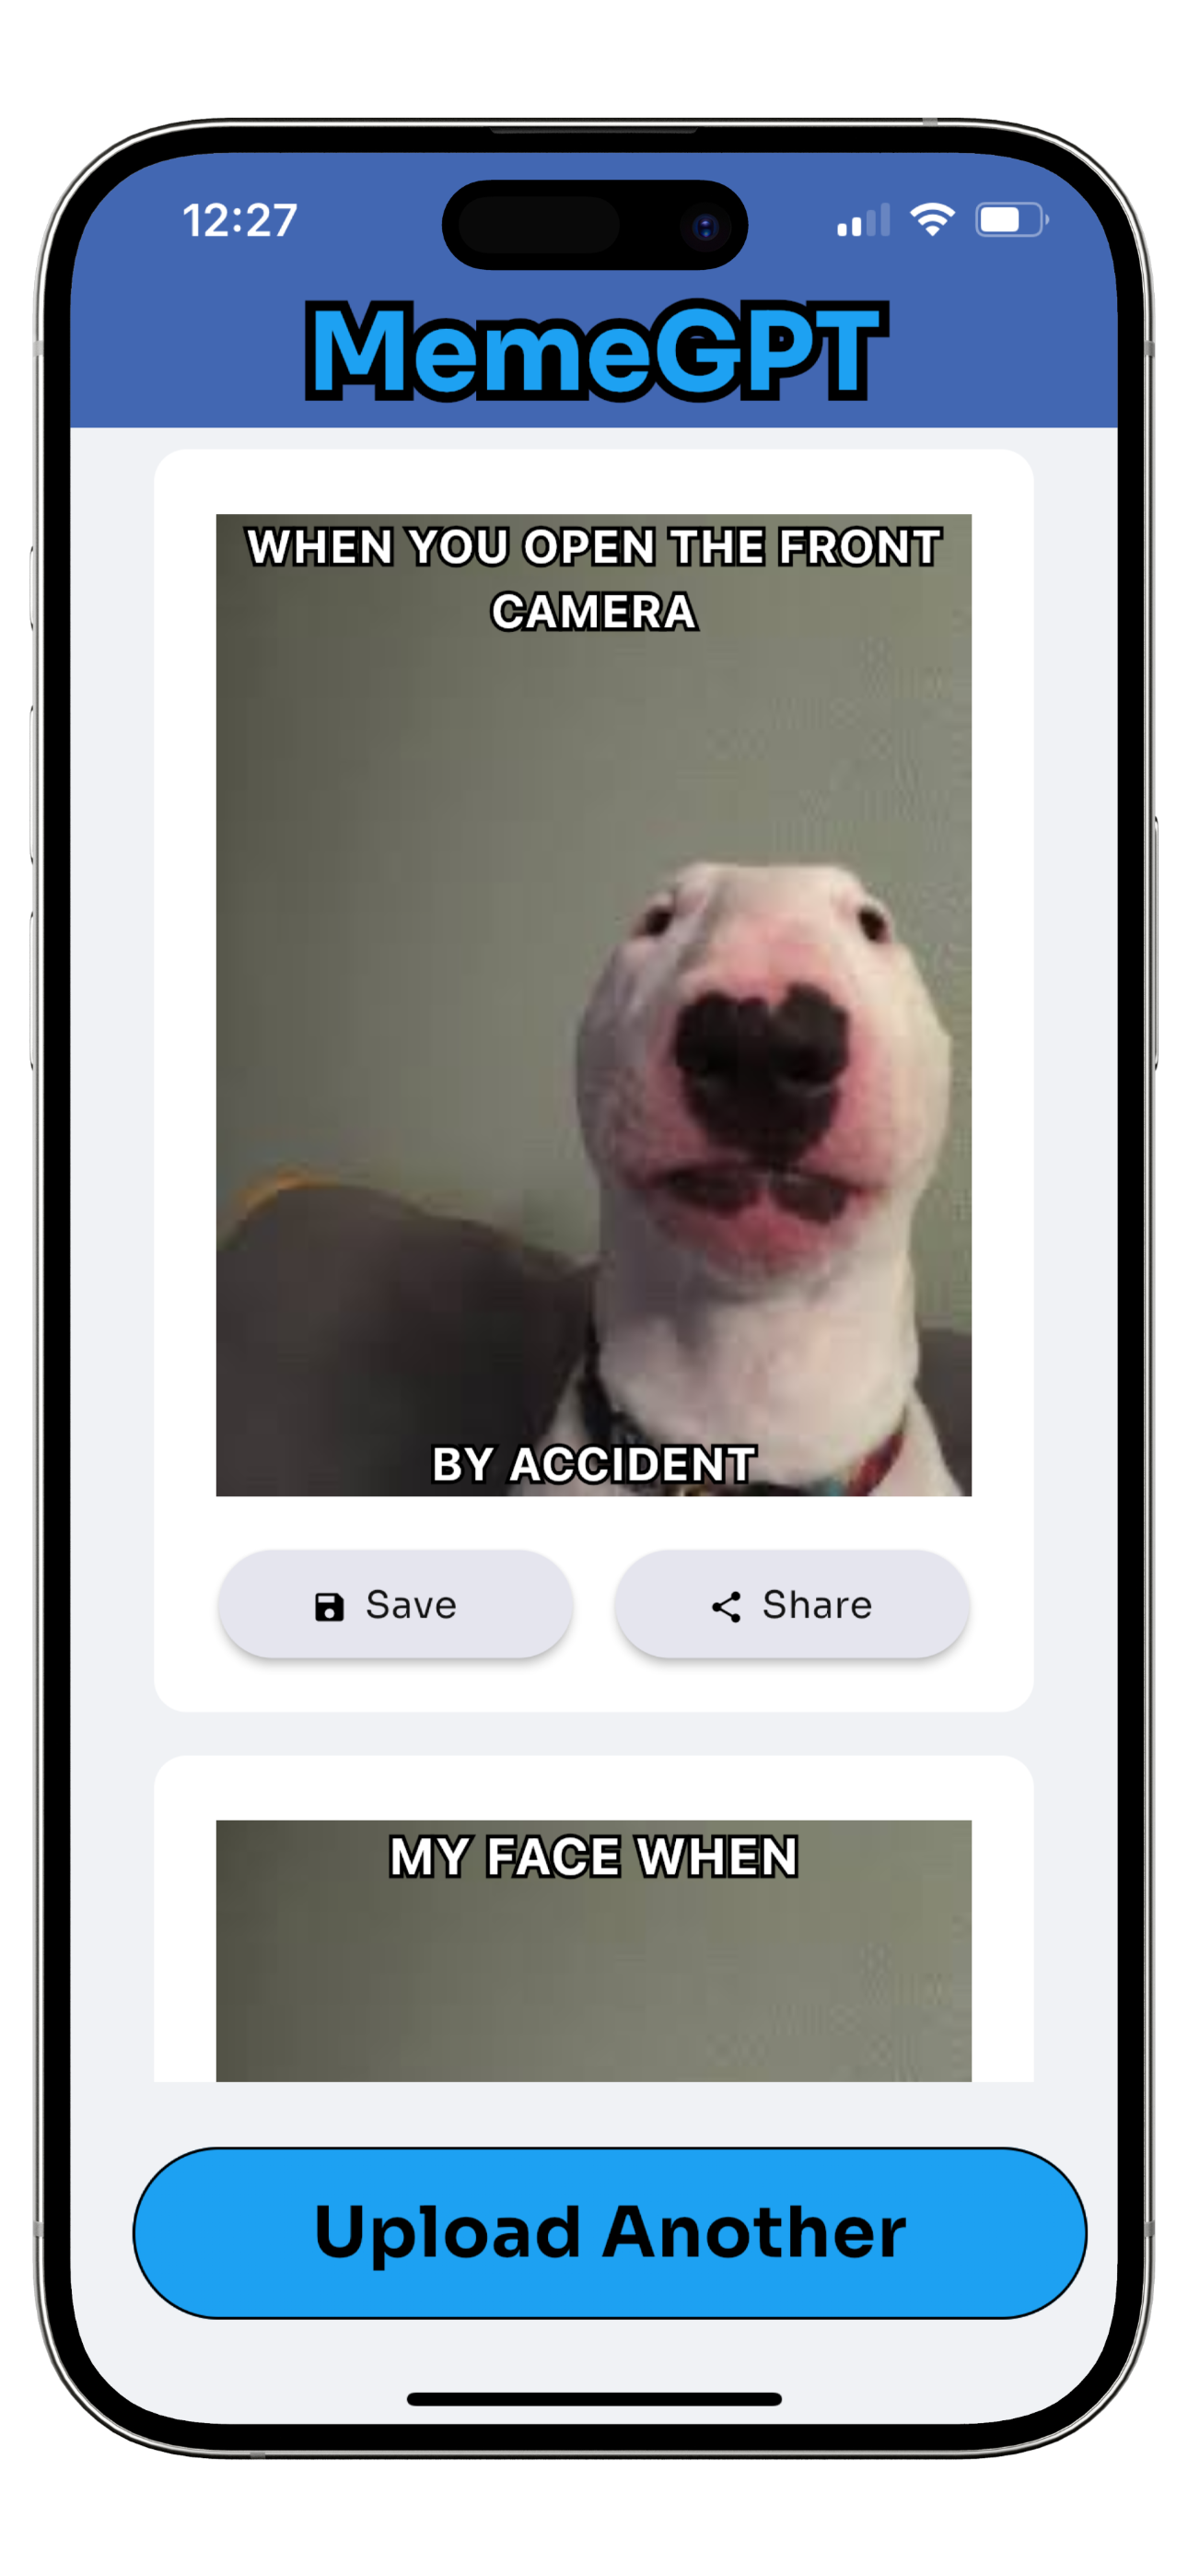 12:27
MemeGPT
WHEN YOU OPEN THE FRONT
CAMERA
BY ACCIDENT
Save
Share
MY FACE WHEN
Upload Another